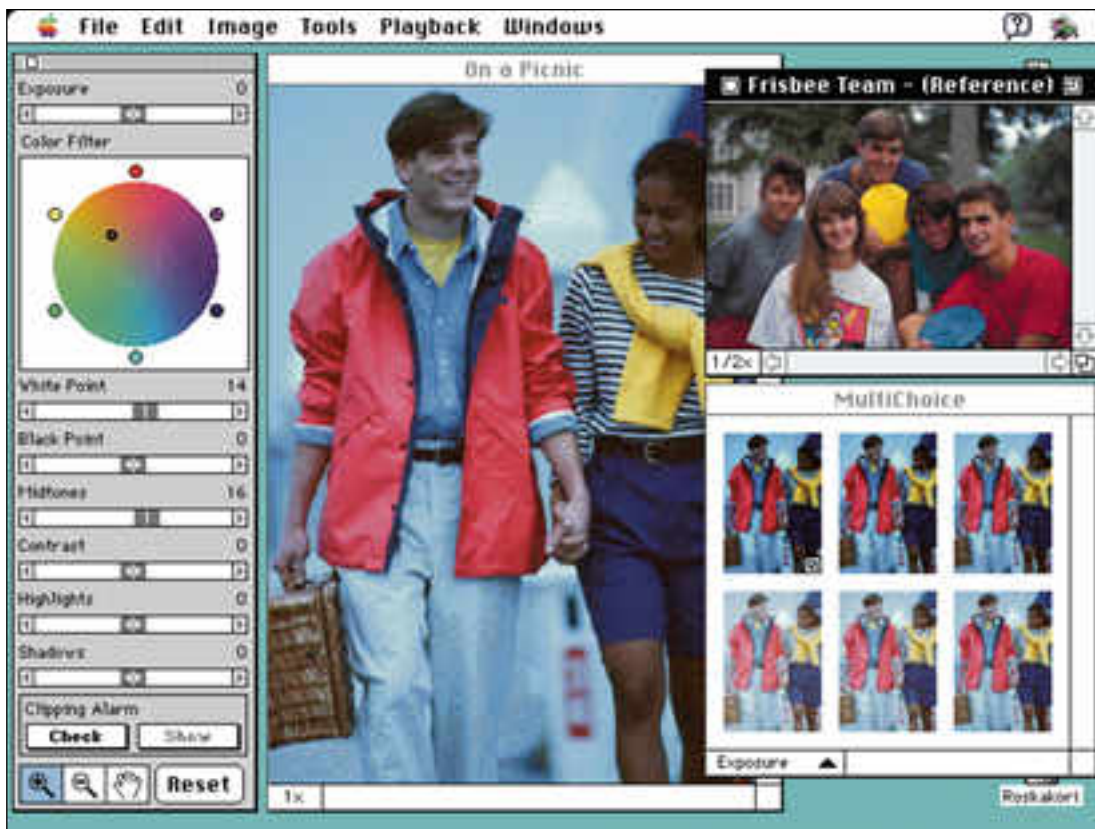 File Edit Image Tools Playback Windows
Exposure 0
Color Filter
White Point 14
Black Point 0
Midtones 16
Contrast 0
Highlights 0
Shadows 0
Clipping Alarm
Check Show
Reset
On a Picnic
1x
Frisbee Team - (Reference)
1/2x
MultiChoice
Exposure
Roskakori